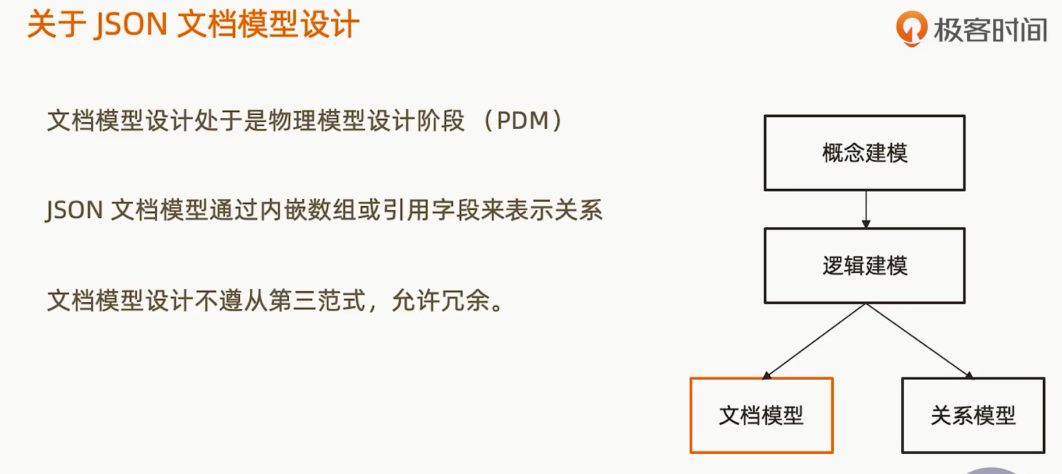 关于 JSON 文档模型设计
极客时间
文档模型设计处于是物理模型设计阶段 （PDM）
JSON 文档模型通过内嵌数组或引用字段来表示关系
文档模型设计不遵从第三范式，允许冗余。
概念建模
逻辑建模
文档模型
关系模型